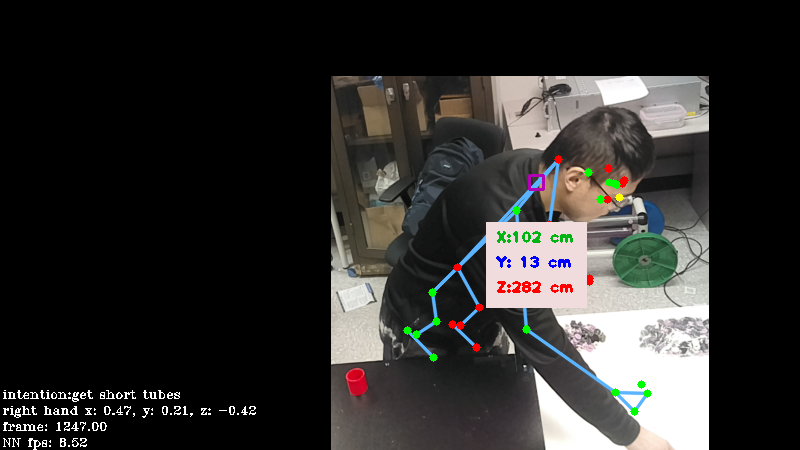 X:102 cm
Y: 13 cm
Z:282 cm
intention:get short tubes
right hand x: 0.47, y: 0.21, z: -0.42
frame: 1247.00
NN fps: 8.52